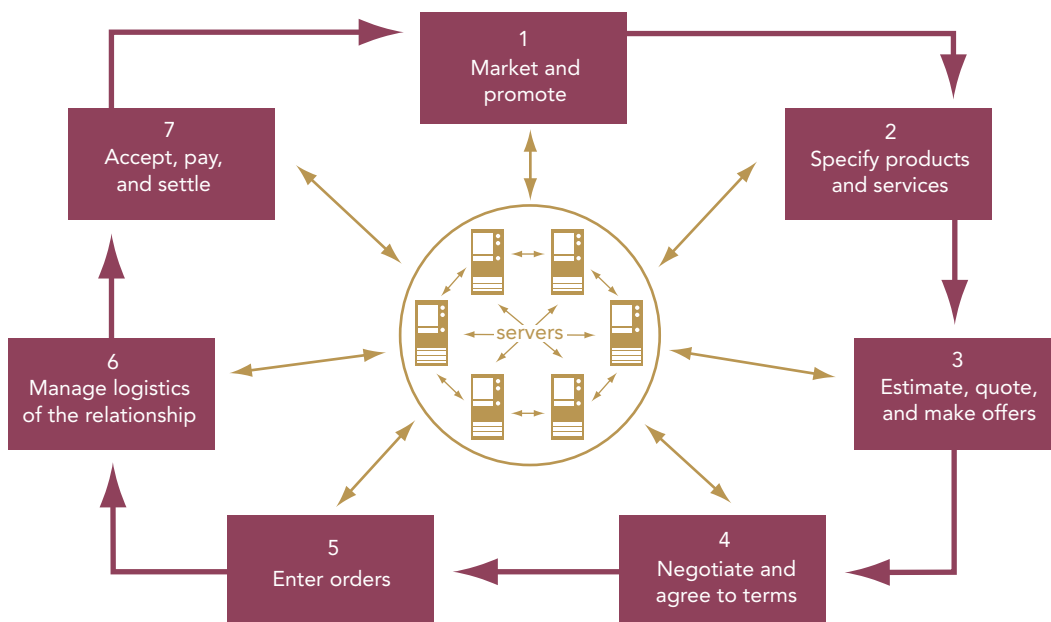 1
Market and
promote
2
Specify products
and services
3
Estimate, quote,
and make offers
4
Negotiate and
agree to terms
5
Enter orders
6
Manage logistics
of the relationship
7
Accept, pay,
and settle
servers